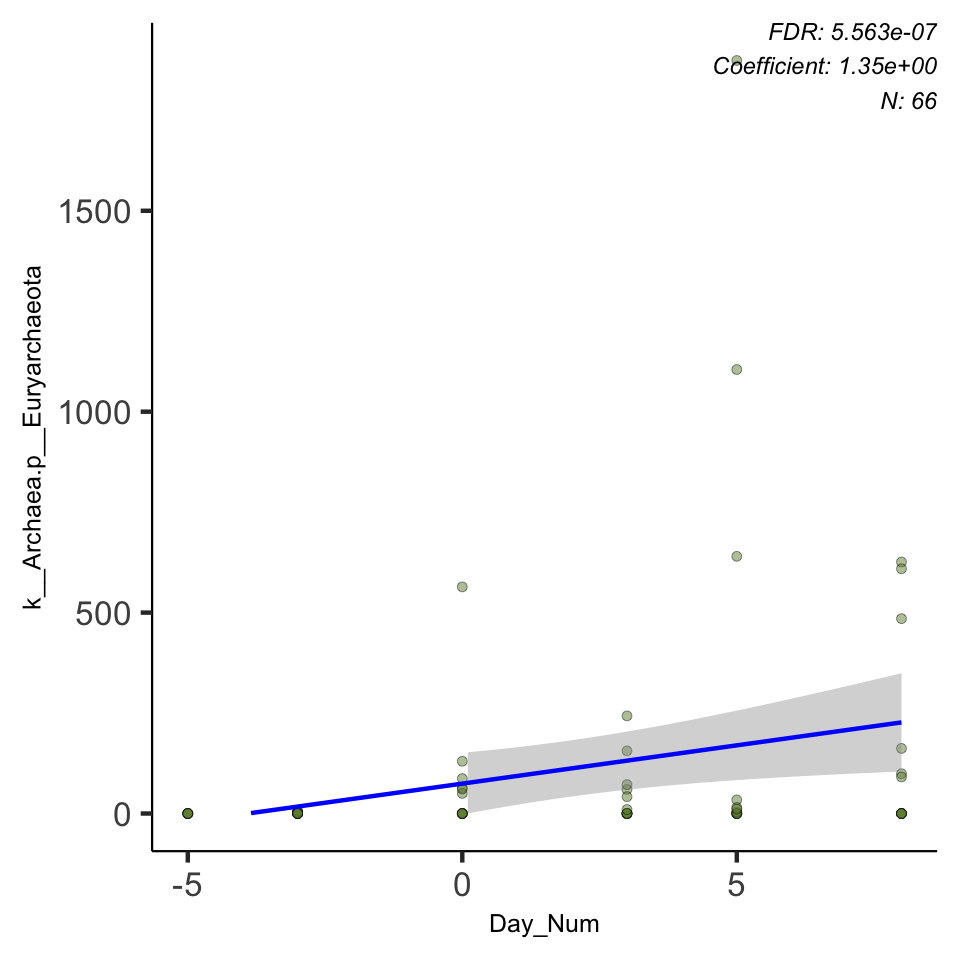 FDR: 5.563e-07
Coefficient: 1.35e+00
N: 66
k__Archaea.p__Euryarchaeota
1500
1000
500
0
-5
0
5
Day_Num